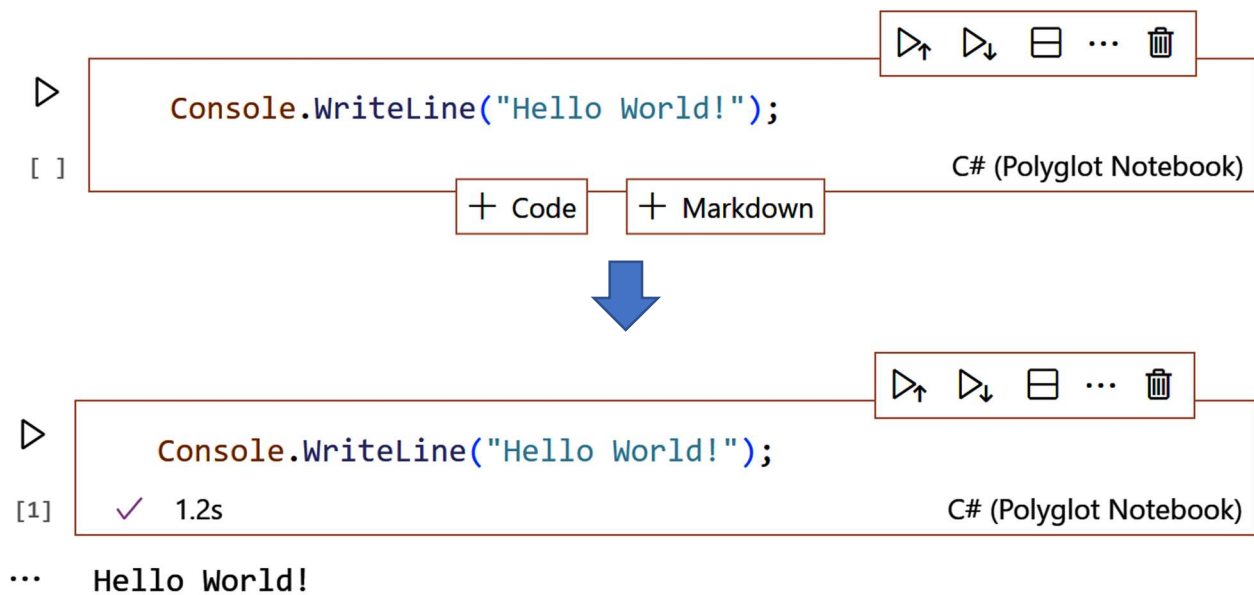 Console.WriteLine("Hello World!");
[ ]
C# (Polyglot Notebook)
+ Code
+ Markdown
Console.WriteLine("Hello World!");
[1]
✓ 1.2s
C# (Polyglot Notebook)
... Hello World!